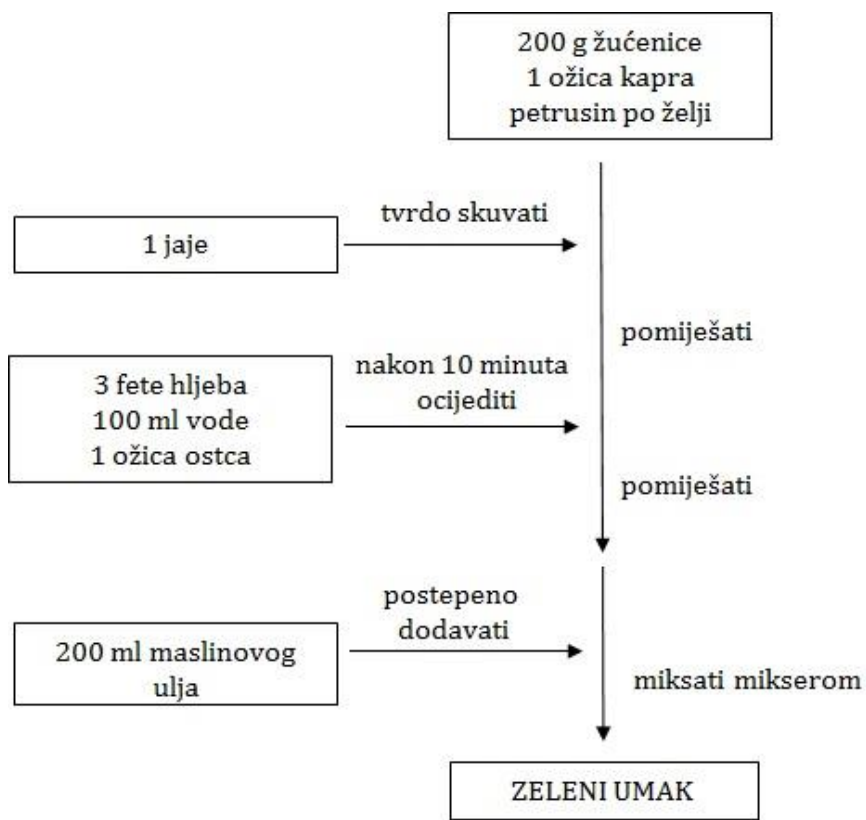 200 g žućenice
1 ožica kapra
petrusin po želji
tvrdo skuvati
1 jaje
pomiješati
nakon 10 minuta
ocijediti
3 fete hljeba
100 ml vode
1 ožica ostca
pomiješati
postepeno
dodavati
200 ml maslinovog
ulja
miksati mikserom
ZELENI UMAK